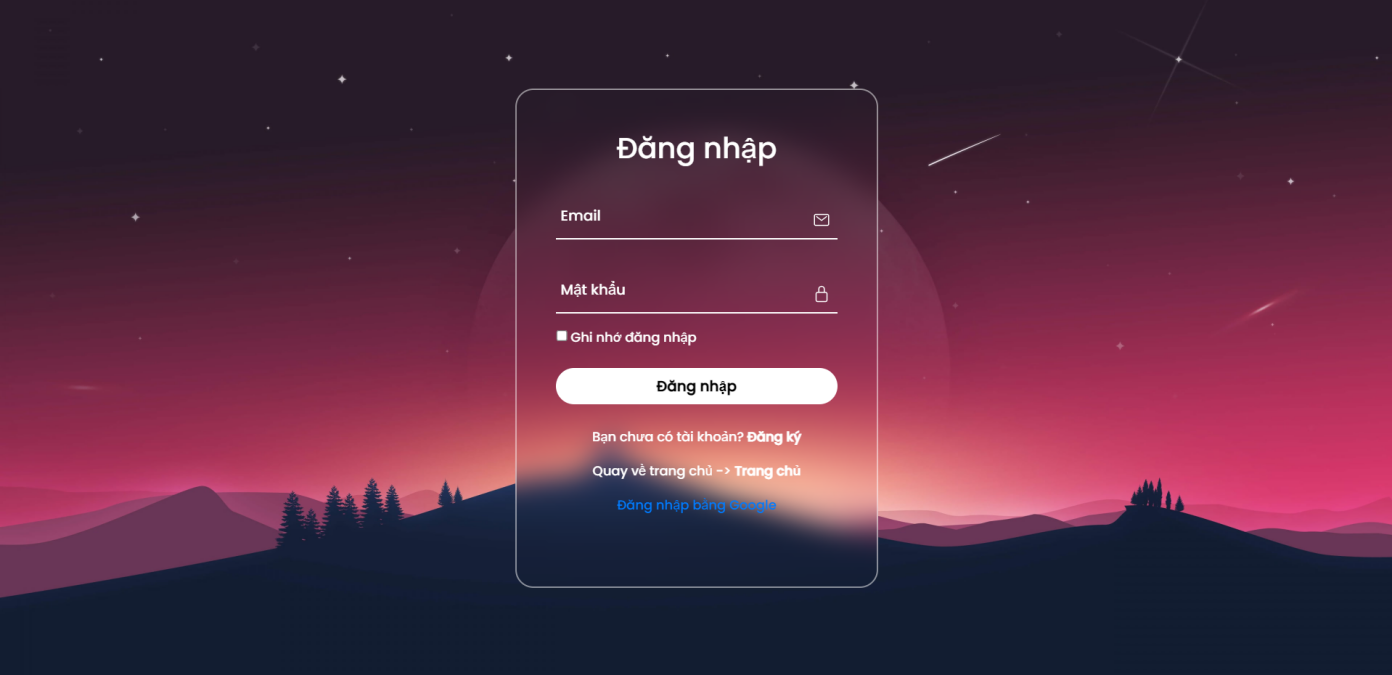 Đăng nhập
Email
Mật khẩu
Ghi nhớ đăng nhập
Đăng nhập
Bạn chưa có tài khoản? Đăng ký
Quay về trang chủ -> Trang chủ
Đăng nhập bằng Google